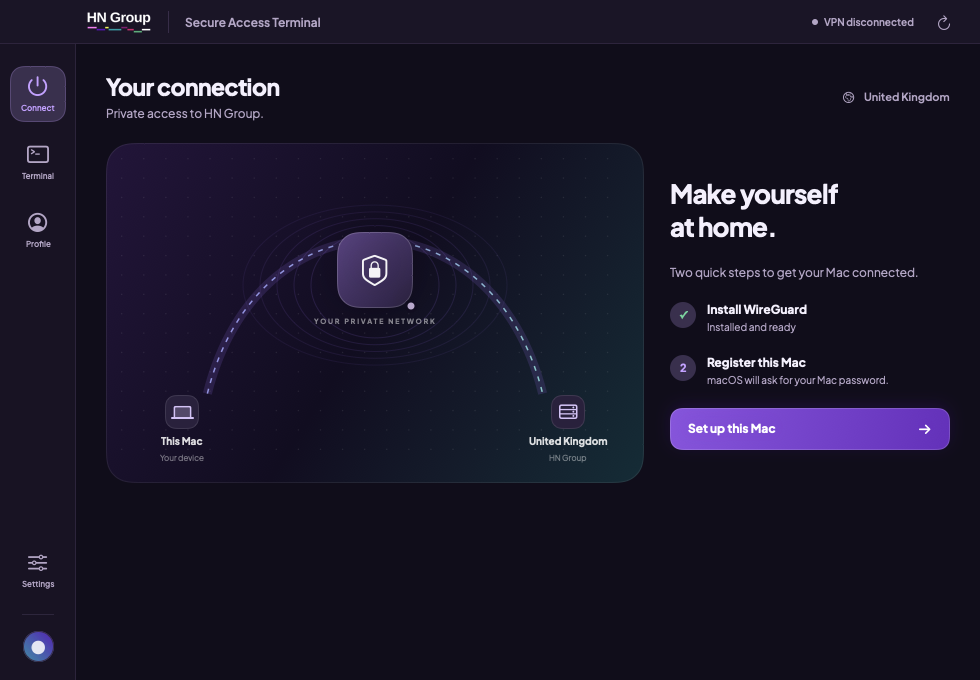 HN Group
Secure Access Terminal
VPN disconnected
Connect
Terminal
Profile
Settings
Your connection
Private access to HN Group.
United Kingdom
YOUR PRIVATE NETWORK
This Mac
Your device
United Kingdom
HN Group
Make yourself
at home.
Two quick steps to get your Mac connected.
✓
Install WireGuard
Installed and ready
2
Register this Mac
macOS will ask for your Mac password.
Set up this Mac